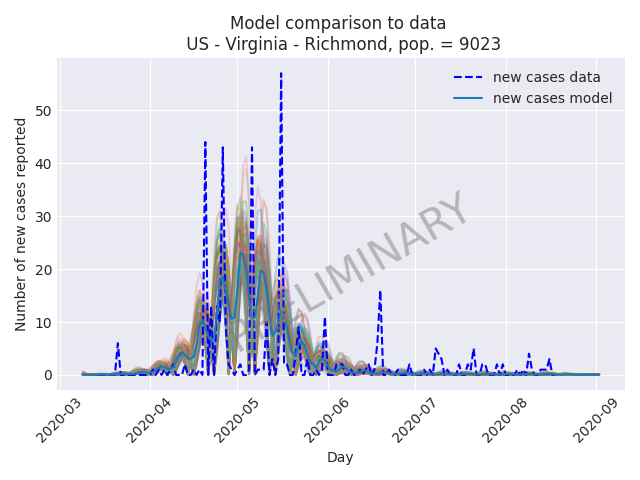 Model comparison to data
US - Virginia - Richmond, pop. = 9023
new cases data
new cases model
Number of new cases reported
50
40
30
20
10
0
PRELIMINARY
2020-03
2020-04
2020-05
2020-06
2020-07
2020-08
2020-09
Day